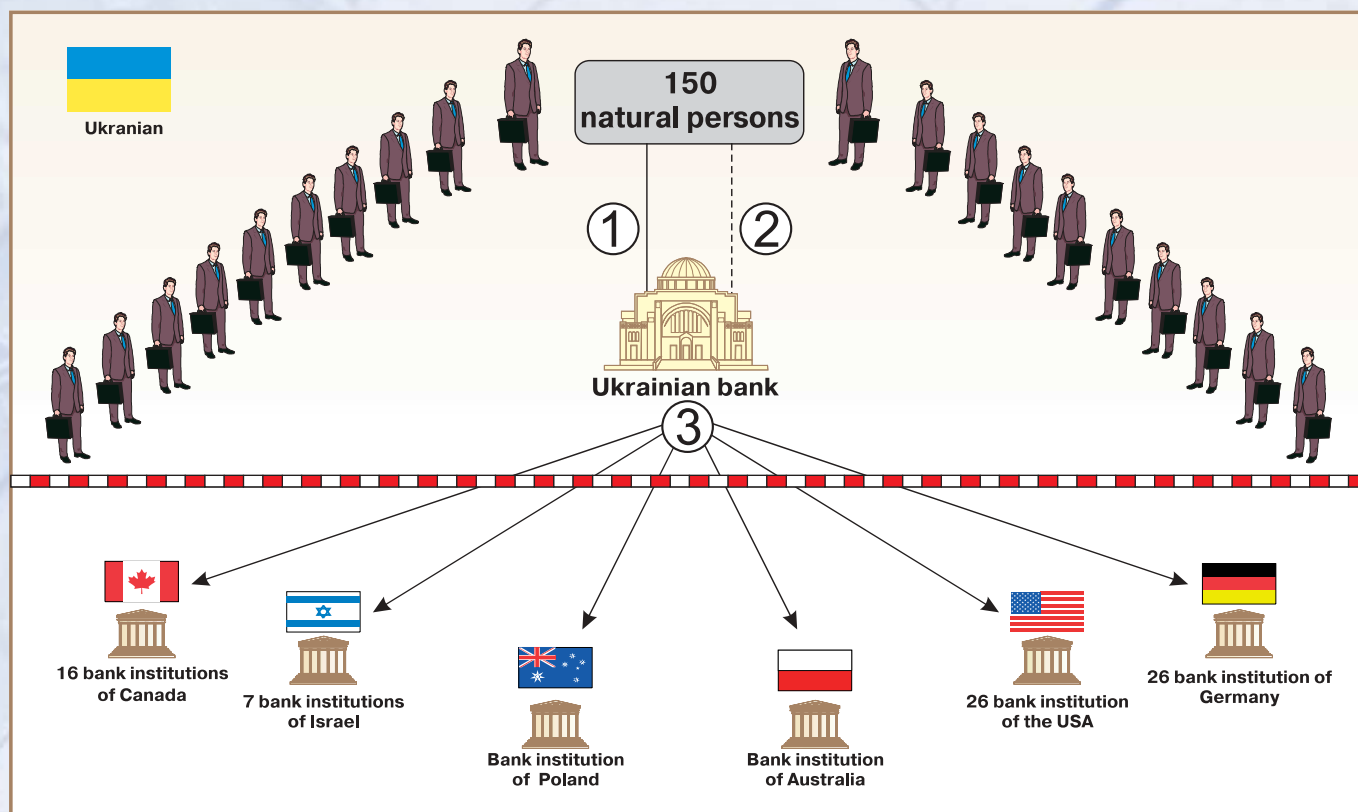 Ukranian
150
natural persons
1
2
Ukrainian bank
3
16 bank institutions
of Canada
7 bank institutions
of Israel
Bank institution
of Poland
Bank institution
of Australia
26 bank institution
of the USA
26 bank institution of
Germany